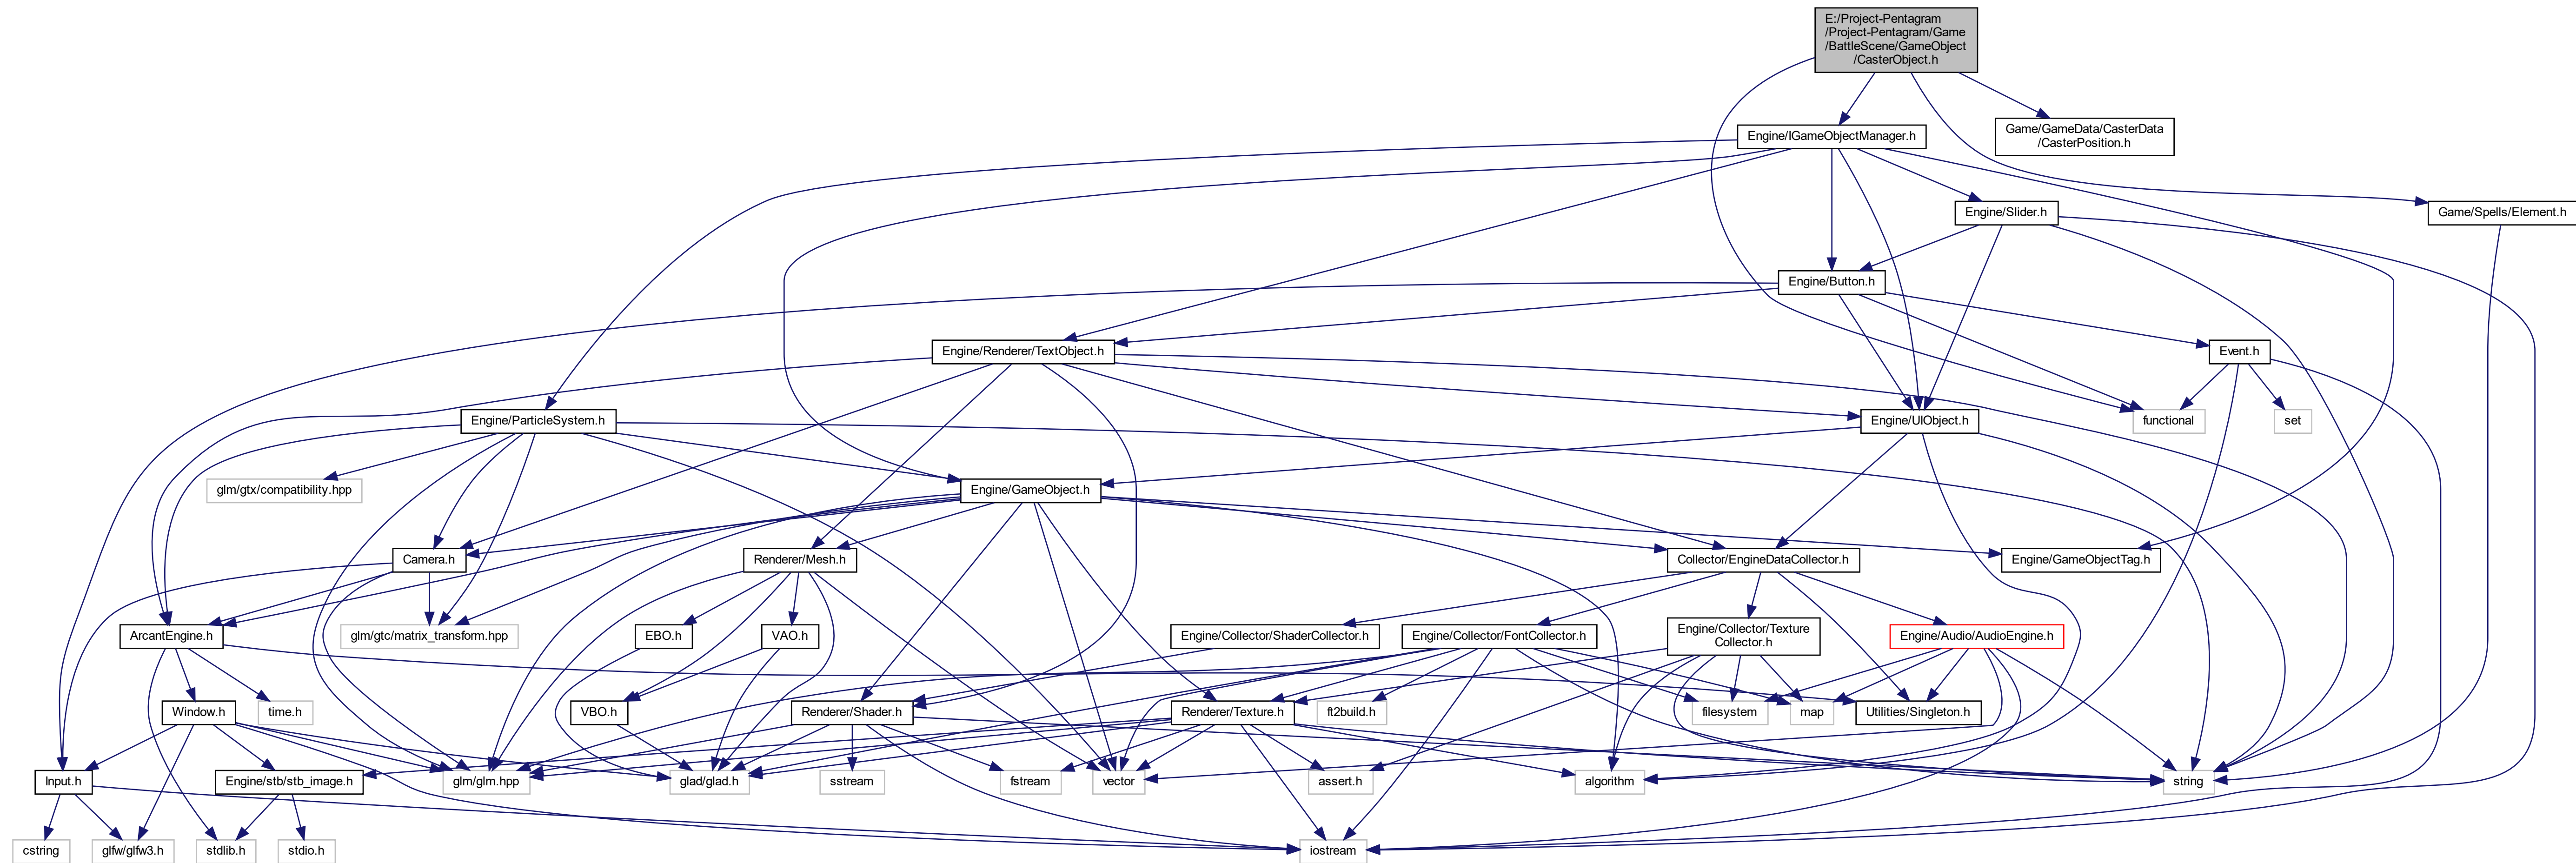 E:/Project-Pentagram
/Project-Pentagram/Game
/BattleScene/GameObject
/CasterObject.h
Engine/IGameObjectManager.h
Game/GameData/CasterData
/CasterPosition.h
Engine/Slider.h
Game/Spells/Element.h
Engine/Button.h
Engine/Renderer/TextObject.h
Event.h
Engine/ParticleSystem.h
Engine/UIObject.h
functional
set
glm/gtx/compatibility.hpp
Engine/GameObject.h
Camera.h
Renderer/Mesh.h
Collector/EngineDataCollector.h
Engine/GameObjectTag.h
ArcantEngine.h
glm/gtc/matrix_transform.hpp
EBO.h
VAO.h
Engine/Collector/ShaderCollector.h
Engine/Collector/FontCollector.h
Engine/Collector/Texture
Collector.h
Engine/Audio/AudioEngine.h
Window.h
time.h
VBO.h
Renderer/Shader.h
Renderer/Texture.h
ft2build.h
filesystem
map
Utilities/Singleton.h
Input.h
Engine/stb/stb_image.h
glm/glm.hpp
glad/glad.h
sstream
fstream
vector
assert.h
algorithm
string
cstring
glfw/glfw3.h
stdlib.h
stdio.h
iostream